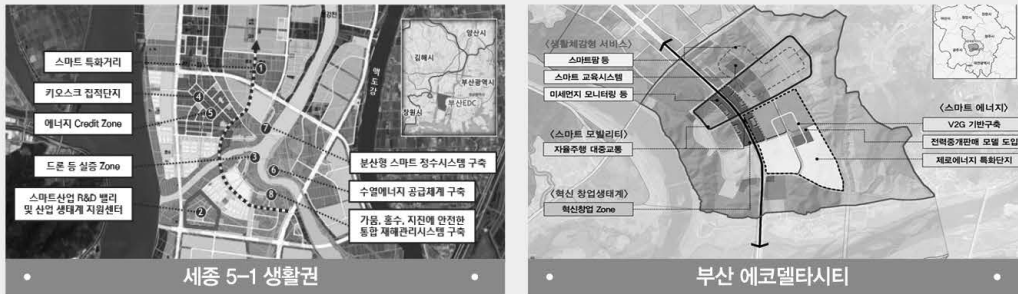 스마트 특화거리
키오스크 집적단지
에너지 Credit Zone
드론 등 실증 Zone
스마트산업 R&D 밸리
및 산업 생태계 지원센터
1
4
5
7
3
6
8
2
맥도강
양산시
김해시
부산광역시
창원시
부산EDC
분산형 스마트 정수시스템 구축
수열에너지 공급체계 구축
가뭄, 홍수, 지진에 안전한
통합 재해관리시스템 구축
세종 5-1 생활권
<생활체감형 서비스>
스마트팜 등
스마트 교육시스템
미세먼지 모니터링 등
<스마트 모빌리티>
자율주행 대중교통
<혁신 창업생태계>
혁신창업 Zone
<스마트 에너지>
V2G 기반구축
전력중개판매 모델 도입
제로에너지 특화단지
부산 에코델타시티